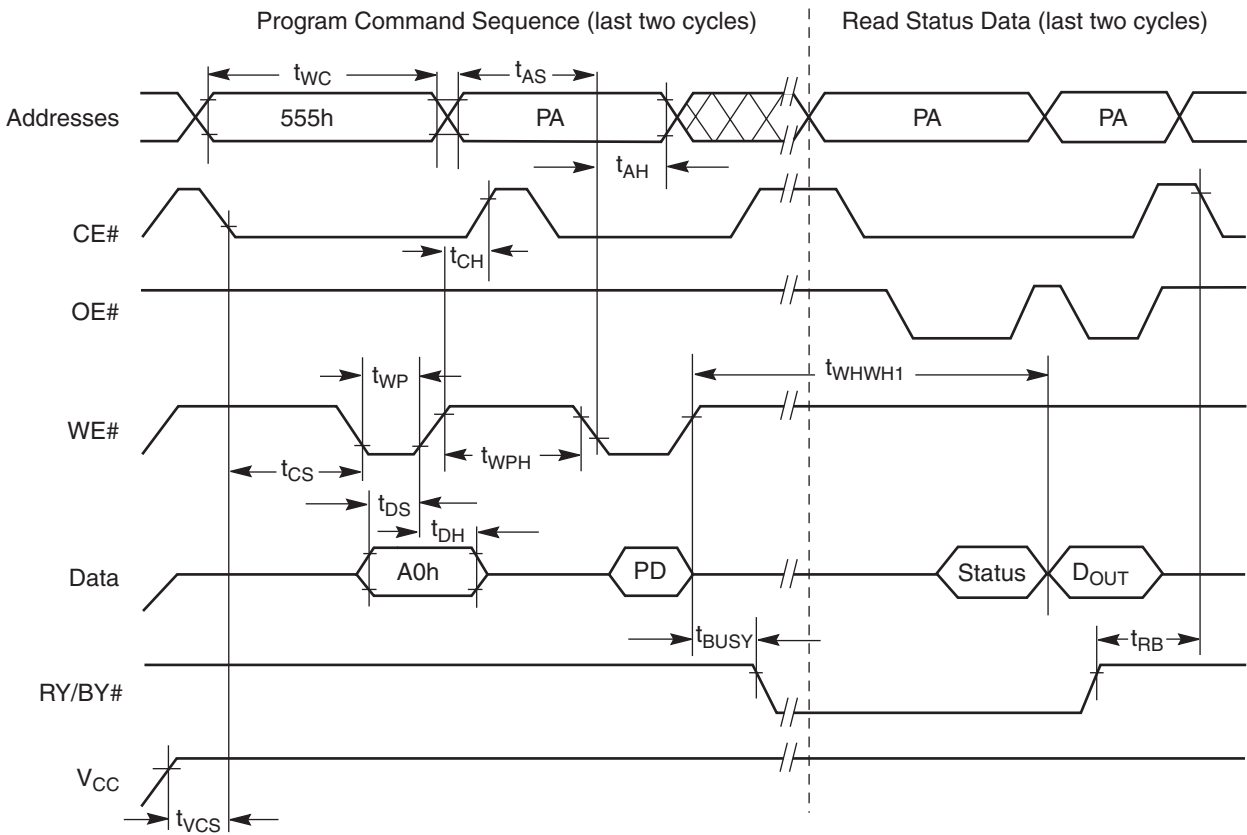 Program Command Sequence (last two cycles)
Read Status Data (last two cycles)
tWC
tAS
Addresses
555h
PA
PA
PA
tAH
CE#
tCH
OE#
tWP
tWHWH1
WE#
tCS
tWPH
tDS
tDH
Data
A0h
PD
Status
DOUT
tBUSY
tRB
RY/BY#
VCC
tVCS